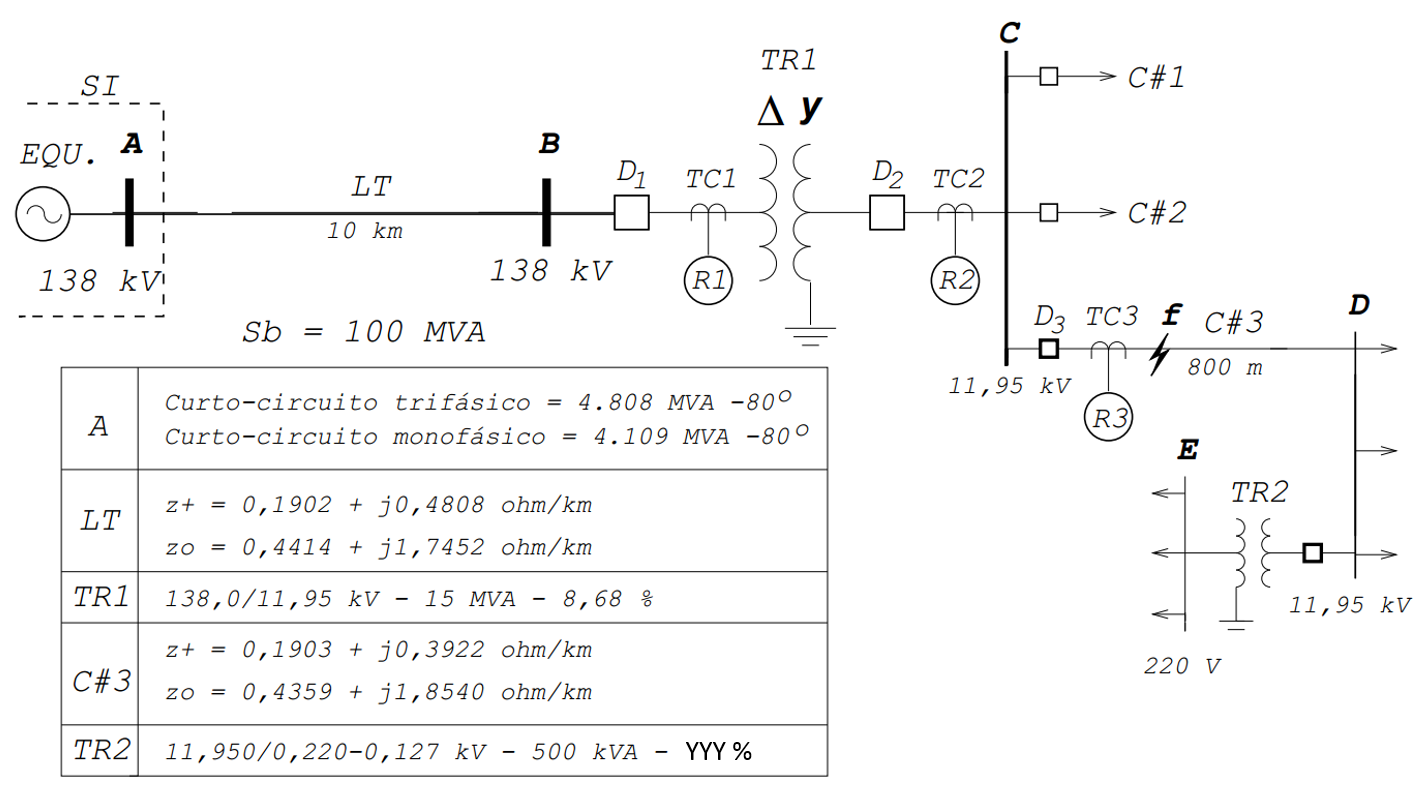 SI
EQU.
A
138 kV
LT
10 km
B
138 kV
D1
TC1
R1
TR1
Δ y
D2
TC2
R2
C
C#1
C#2
D3
TC3
f
C#3
800 m
D
11,95 kV
R3
E
TR2
11,95 kV
220 V
Sb = 100 MVA
A
Curto-circuito trifásico = 4.808 MVA -80º
Curto-circuito monofásico = 4.109 MVA -80º
LT
z+ = 0,1902 + j0,4808 ohm/km
zo = 0,4414 + j1,7452 ohm/km
TR1
138,0/11,95 kV - 15 MVA - 8,68 %
C#3
z+ = 0,1903 + j0,3922 ohm/km
zo = 0,4359 + j1,8540 ohm/km
TR2
11,950/0,220-0,127 kV - 500 kVA - YYY %